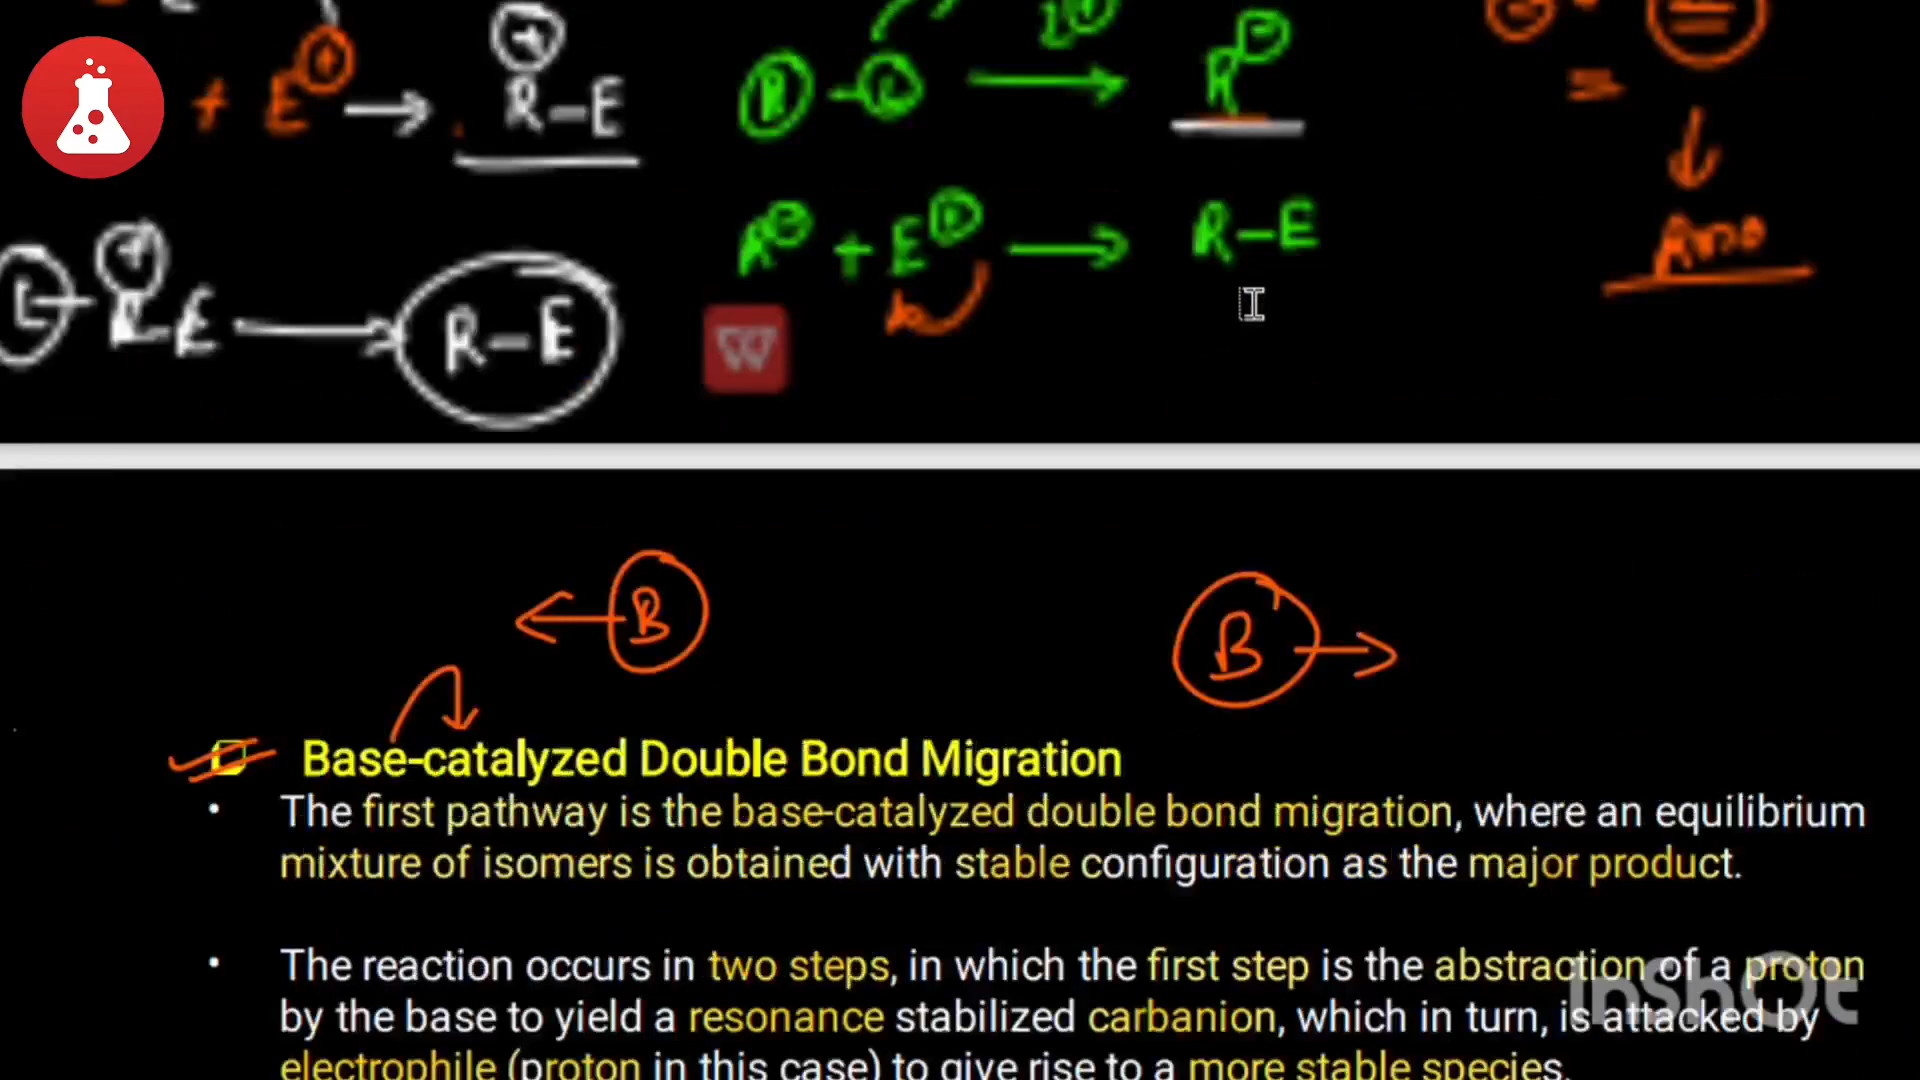 + E⊕ → R-E ⊕
R - L → R⊖
=
R⊖ + E⊕ → R-E
L- R-E ⊕ → R-E
W
B
B
Base-catalyzed Double Bond Migration
• The first pathway is the base-catalyzed double bond migration, where an equilibrium
mixture of isomers is obtained with stable configuration as the major product.
• The reaction occurs in two steps, in which the first step is the abstraction of a proton
by the base to yield a resonance stabilized carbanion, which in turn, is attacked by
electrophile (proton in this case) to give rise to a more stable species.
InShOt